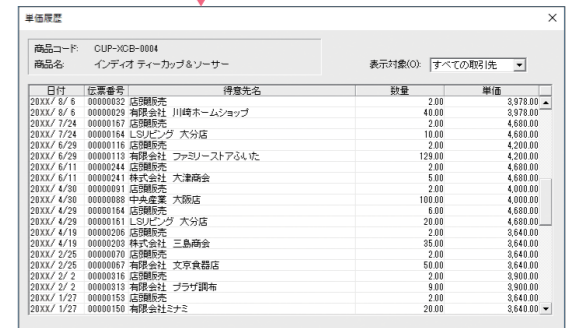 単価履歴
商品コード: CUP-XCB-0004
商品名 インディオ ティーカップ＆ソーサー 表示対象(O): すべての取引先
日付 伝票番号 得意先名 数量 単価
20XX/ 8/ 6 00000032 店頭販売 2.00 3,978.00
20XX/ 8/ 6 00000029 有限会社 川崎ホームショップ 40.00 3,978.00
20XX/ 7/24 00000167 店頭販売 2.00 4,680.00
20XX/ 7/24 00000164 LSリビング 大分店 10.00 4,680.00
20XX/ 6/29 00000116 店頭販売 2.00 4,200.00
20XX/ 6/29 00000113 有限会社 ファミリーストアふいた 129.00 4,200.00
20XX/ 6/11 00000244 店頭販売 2.00 4,680.00
20XX/ 6/11 00000241 株式会社 大津商会 5.00 4,680.00
20XX/ 4/30 00000091 店頭販売 2.00 4,000.00
20XX/ 4/30 00000088 中央産業 大阪店 100.00 4,000.00
20XX/ 4/29 00000164 店頭販売 6.00 4,680.00
20XX/ 4/29 00000161 LSリビング 大分店 20.00 4,680.00
20XX/ 4/19 00000206 店頭販売 2.00 3,640.00
20XX/ 4/19 00000203 株式会社 三島商会 35.00 3,640.00
20XX/ 2/25 00000070 店頭販売 2.00 3,640.00
20XX/ 2/25 00000067 有限会社 文京食器店 50.00 3,640.00
20XX/ 2/ 2 00000316 店頭販売 2.00 3,900.00
20XX/ 2/ 2 00000313 有限会社 プラザ調布 9.00 3,900.00
20XX/ 1/27 00000153 店頭販売 2.00 3,640.00
20XX/ 1/27 00000150 有限会社ミナミ 20.00 3,640.00